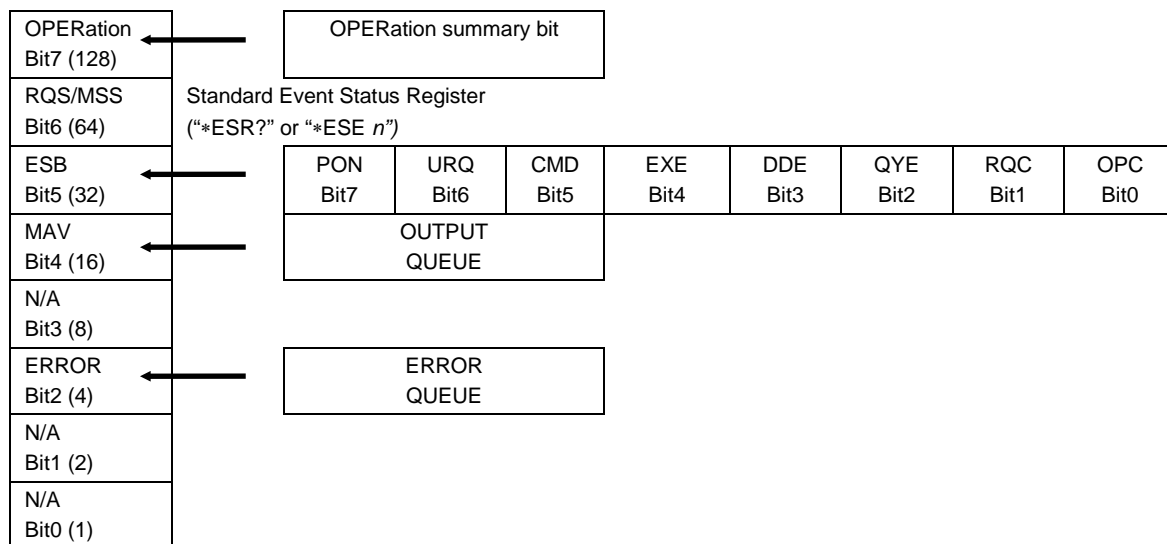 OPERation
Bit7 (128)
OPERation summary bit
RQS/MSS
Bit6 (64)
Standard Event Status Register
("∗ESR?" or "∗ESE n")
ESB
Bit5 (32)
PON
Bit7
URQ
Bit6
CMD
Bit5
EXE
Bit4
DDE
Bit3
QYE
Bit2
RQC
Bit1
OPC
Bit0
MAV
Bit4 (16)
OUTPUT
QUEUE
N/A
Bit3 (8)
ERROR
Bit2 (4)
ERROR
QUEUE
N/A
Bit1 (2)
N/A
Bit0 (1)